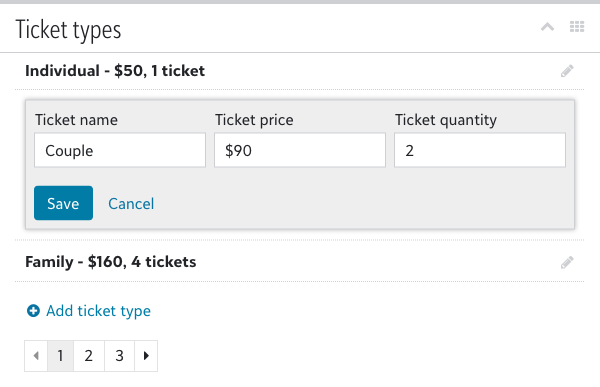 Ticket types
Individual - $50, 1 ticket
Ticket name Ticket price Ticket quantity
Couple $90 2
Save Cancel
Family - $160, 4 tickets
Add ticket type
1 2 3